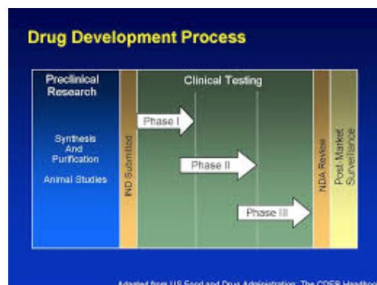 Drug Development Process
Preclinical
Research
Synthesis
And
Purification
Animal Studies
IND Submitted
Clinical Testing
Phase I
Phase II
Phase III
NDA Review
Post-Market
Surveillance
Adapted from US Food and Drug Administration: The CDER Handbook